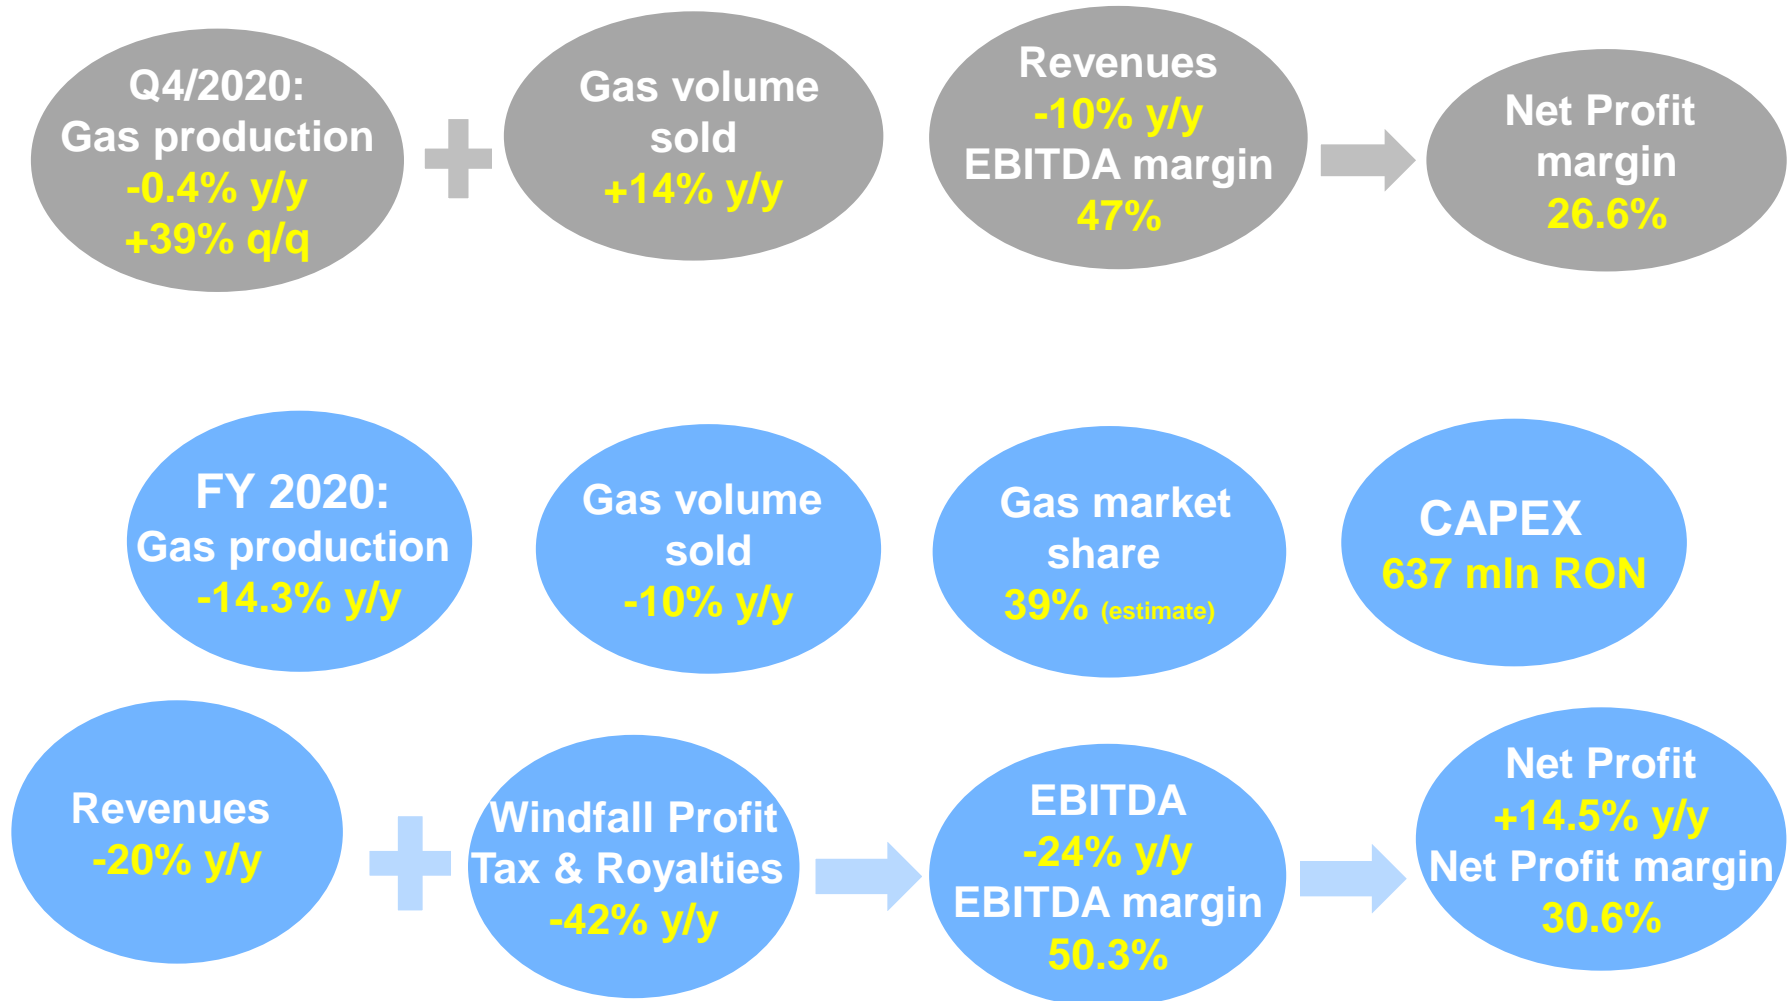 Q4/2020:
Gas production
-0.4% y/y
+39% q/q
Gas volume
sold
+14% y/y
Revenues
-10% y/y
EBITDA margin
47%
Net Profit
margin
26.6%
FY 2020:
Gas production
-14.3% y/y
Gas volume
sold
-10% y/y
Gas market
share
39% (estimate)
CAPEX
637 mln RON
Revenues
-20% y/y
Windfall Profit
Tax & Royalties
-42% y/y
EBITDA
-24% y/y
EBITDA margin
50.3%
Net Profit
+14.5% y/y
Net Profit margin
30.6%